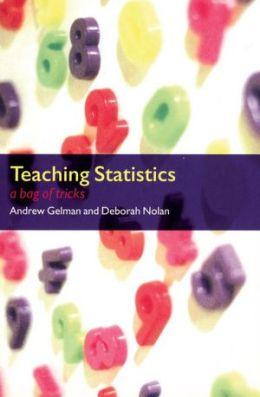 Teaching Statistics
a bag of tricks
Andrew Gelman and Deborah Nolan